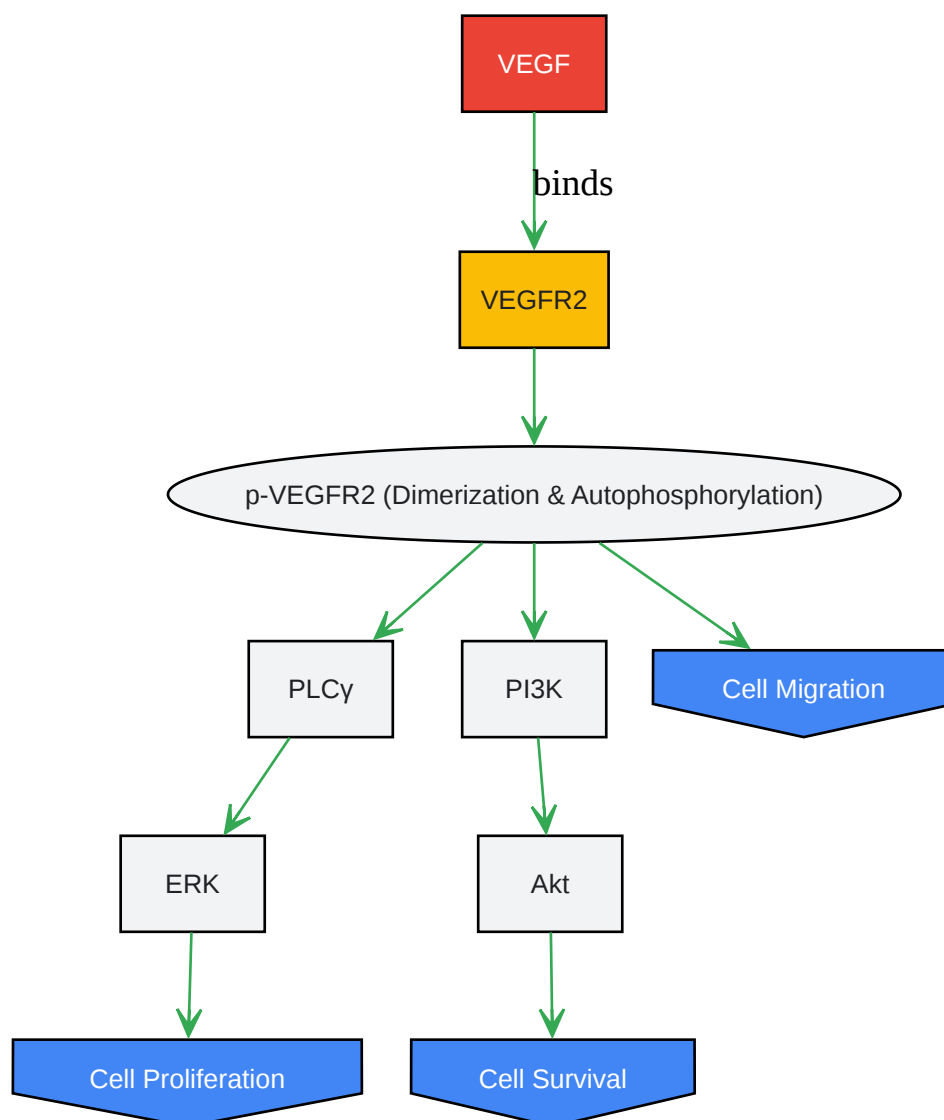 VEGF
binds
VEGFR2
p-VEGFR2 (Dimerization & Autophosphorylation)
PLCγ
PI3K
Cell Migration
ERK
Akt
Cell Proliferation
Cell Survival